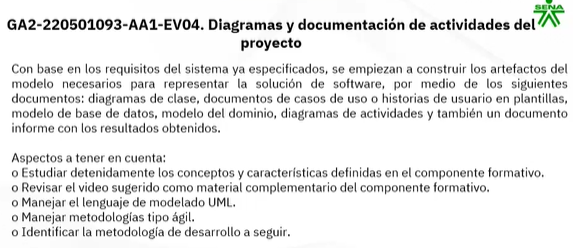 SENA
GA2-220501093-AA1-EV04. Diagramas y documentación de actividades del
proyecto
Con base en los requisitos del sistema ya especificados, se empiezan a construir los artefactos del
modelo necesarios para representar la solución de software, por medio de los siguientes
documentos: diagramas de clase, documentos de casos de uso o historias de usuario en plantillas,
modelo de base de datos, modelo del dominio, diagramas de actividades y también un documento
informe con los resultados obtenidos.
Aspectos a tener en cuenta:
o Estudiar detenidamente los conceptos y características definidas en el componente formativo.
o Revisar el video sugerido como material complementario del componente formativo.
o Manejar el lenguaje de modelado UML.
o Manejar metodologías tipo ágil.
o Identificar la metodología de desarrollo a seguir.